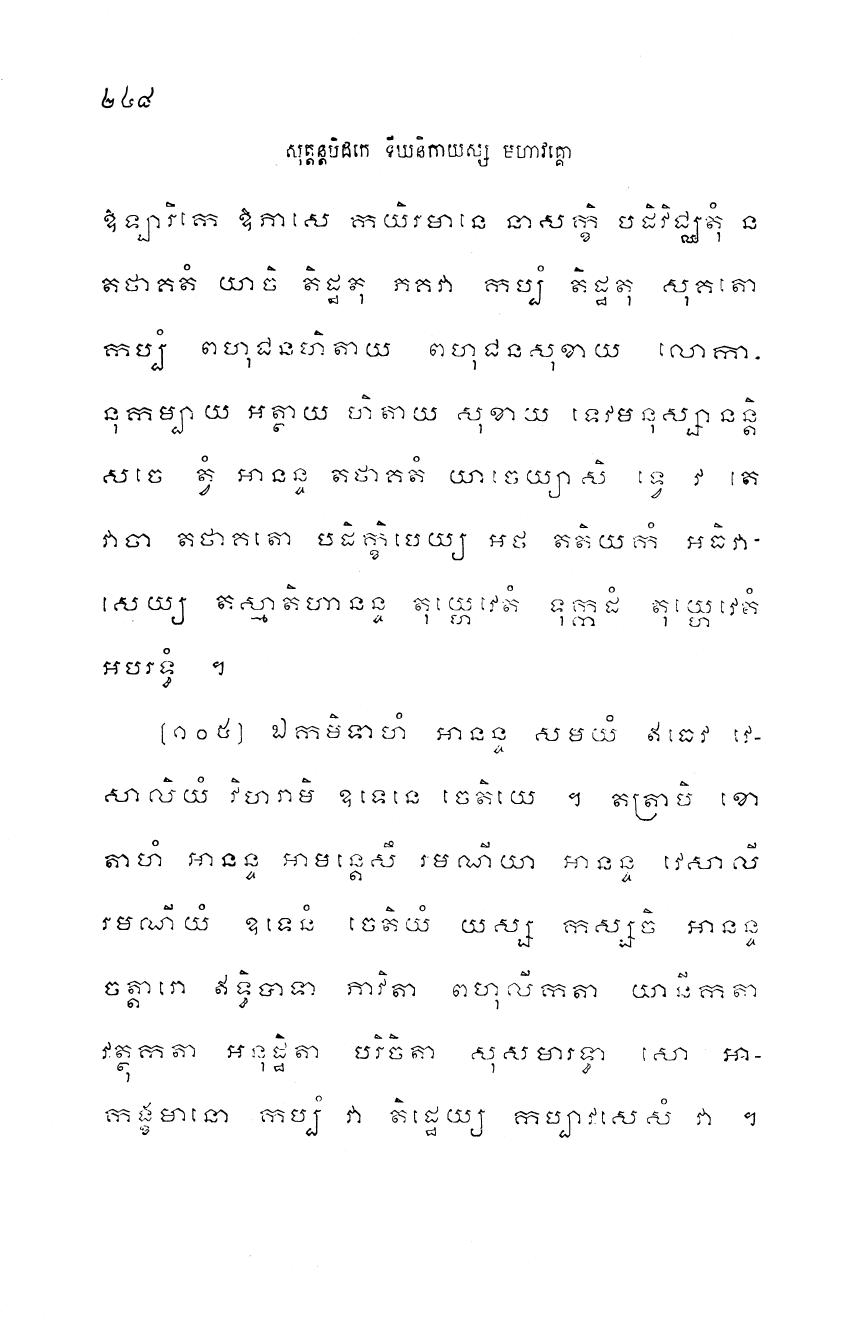 ២៤៨
សុត្តន្តបិដកេ ទីឃនិកាយស្ស មហាវគ្គោ
ឱឡារិកេ ឱភាសេ កយិរមានេ នាសក្ខិ បដិវិជ្ឈតុំ ន
តថាគតំ យាចិ តិដ្ឋតុ ភគវា កប្បំ តិដ្ឋតុ សុគតោ
កប្បំ ពហុជនហិតាយ ពហុជនសុខាយ លោកា-
នុកម្បាយ អត្ថាយ ហិតាយ សុខាយ ទេវមនុស្សានន្តិ
សចេ ត្វំ អានន្ទ តថាគតំ យាចេយ្យាសិ ទ្វេ វ តេ
វាចា តថាគតោ បដិក្ខិបេយ្យ អថ តតិយកំ អធិវា-
សេយ្យ តស្មាតិហានន្ទ តុយ្ហេវេតំ ទុក្កដំ តុយ្ហេវេតំ
អបរទ្ធំ ។
[១០៥] ឯកមិទាហំ អានន្ទ សមយំ ឥធេវ វេ-
សាលិយំ វិហរាមិ ឧទេនេ ចេតិយេ ។ តត្រាបិ ខោ
តាហំ អានន្ទ អាមន្តេសឹ រមណីយា អានន្ទ វេសាលី
រមណីយំ ឧទេនំ ចេតិយំ យស្ស កស្សចិ អានន្ទ
ចត្តារោ ឥទ្ធិបាទា ភាវិតា ពហុលីកតា យានីកតា
វត្ថុកតា អនុដ្ឋិតា បរិចិតា សុសមារទ្ធា សោ អា-
កង្ខមានោ កប្បំ វា តិដ្ឋេយ្យ កប្បាវសេសំ វា ។